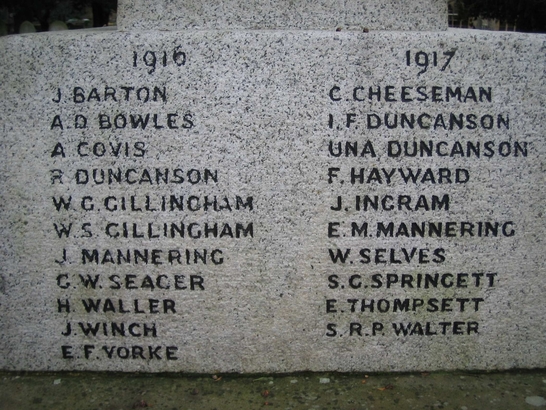 1916
J. BARTON
A. D. BOWLES
A. COVIS
R. DUNCANSON
W. G. GILLINGHAM
W. S. GILLINGHAM
J. MANNERING
G. W. SEAGER
H. WALLER
J. WINCH
E. F. YORKE
1917
C. CHEESEMAN
I. F. DUNCANSON
UNA DUNCANSON
F. HAYWARD
J. INGRAM
E. M. MANNERING
W. SELVES
S. G. SPRINGETT
E. THOMPSETT
S. R. P. WALTER